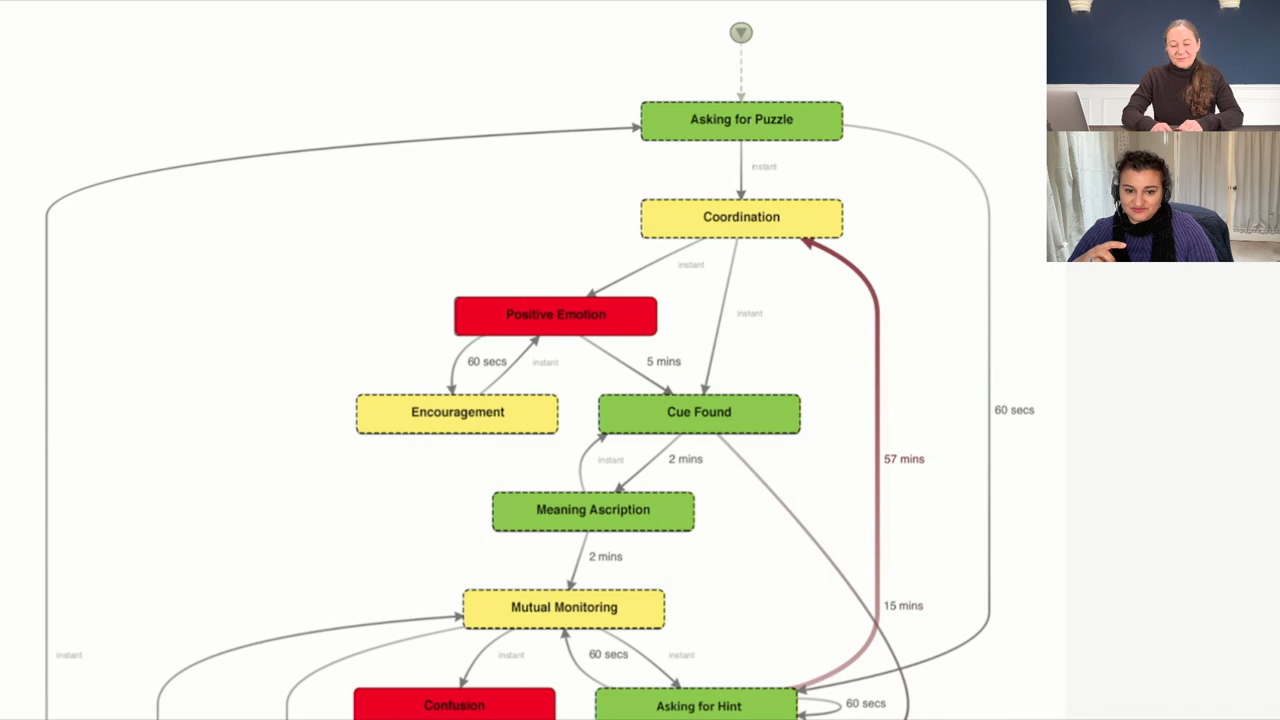 Asking for Puzzle
instant
Coordination
instant
instant
Positive Emotion
60 secs
instant
5 mins
60 secs
Encouragement
Cue Found
instant
2 mins
57 mins
Meaning Ascription
2 mins
Mutual Monitoring
15 mins
instant
instant
60 secs
instant
Confusion
Asking for Hint
60 secs